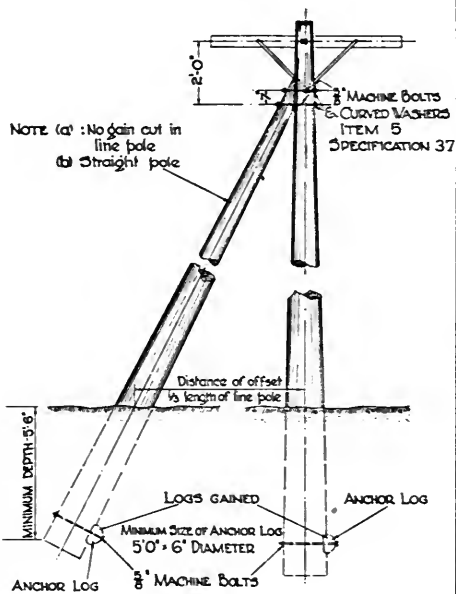 2'-0"
5/8" MACHINE BOLTS
& CURVED WASHERS
ITEM 5
SPECIFICATION 37
NOTE (a) : No gain cut in
line pole
(b) Straight pole
Distance of offset
1/3 length of line pole
MINIMUM DEPTH-5'6"
LOGS GAINED
ANCHOR LOG
MINIMUM SIZE OF ANCHOR LOG
5'0" × 6" DIAMETER
5/8" MACHINE BOLTS
ANCHOR LOG